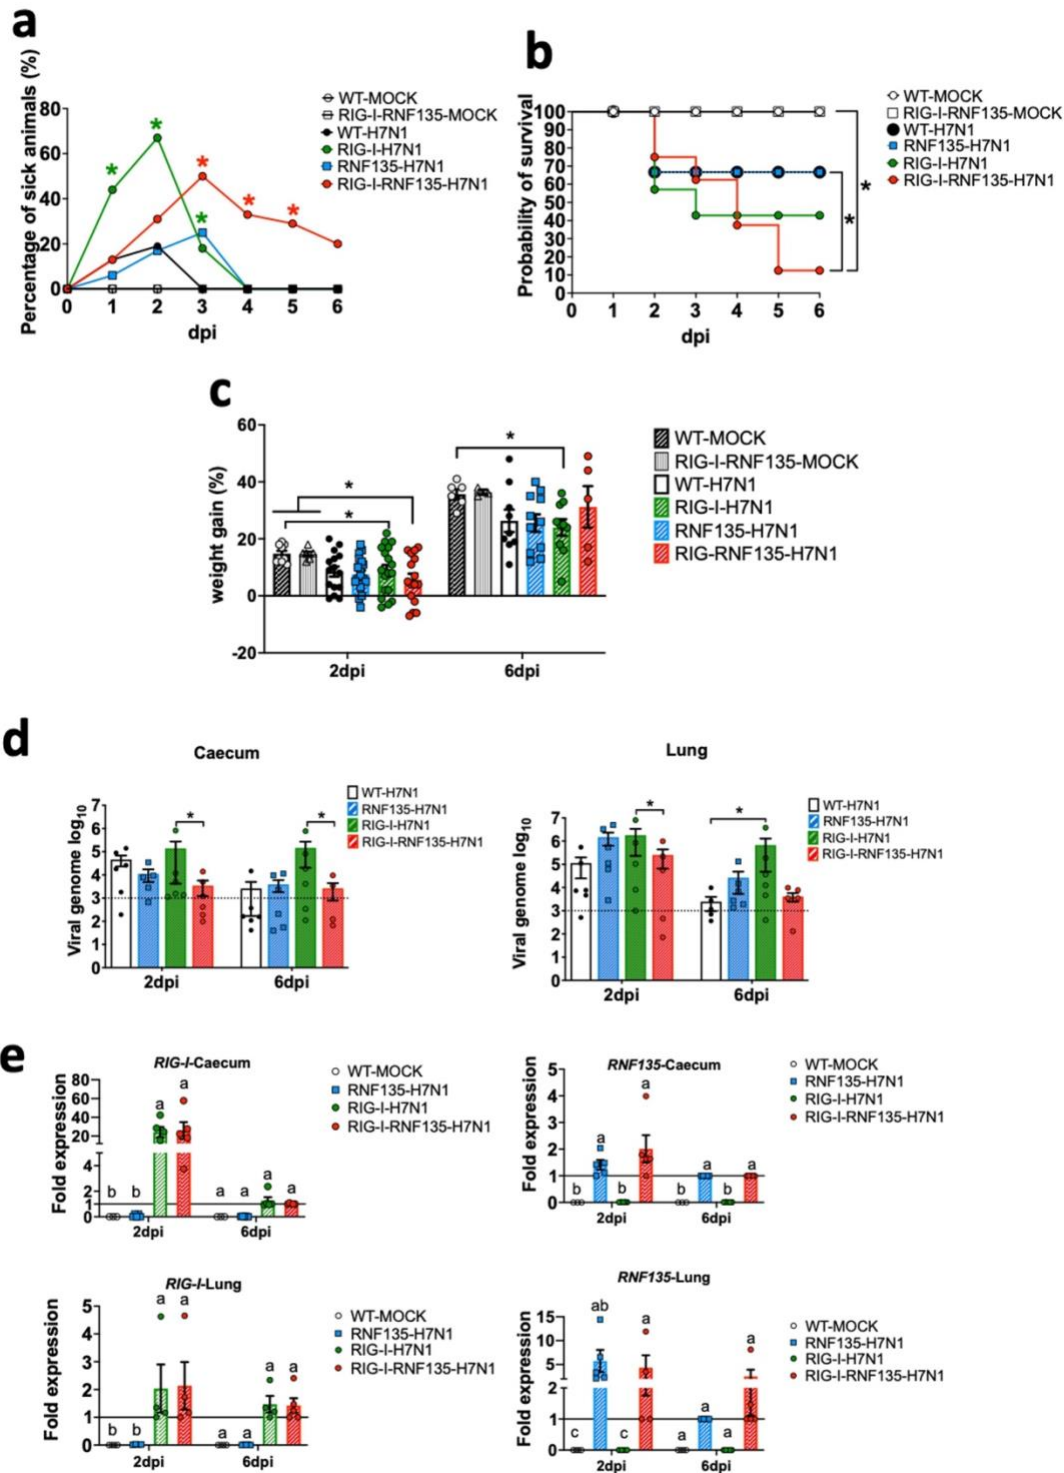 a
Percentage of sick animals (%)
80
60
40
20
0
0 1 2 3 4 5 6
dpi
* * * * * *
WT-MOCK
RIG-I-RNF135-MOCK
WT-H7N1
RIG-I-H7N1
RNF135-H7N1
RIG-I-RNF135-H7N1
b
Probability of survival
100
90
80
70
60
50
40
30
20
10
0
0 1 2 3 4 5 6
dpi
* *
WT-MOCK
RIG-I-RNF135-MOCK
WT-H7N1
RNF135-H7N1
RIG-I-H7N1
RIG-I-RNF135-H7N1
c
weight gain (%)
60
40
20
0
-20
* * *
2dpi 6dpi
WT-MOCK
RIG-I-RNF135-MOCK
WT-H7N1
RIG-I-H7N1
RNF135-H7N1
RIG-RNF135-H7N1
d
Caecum
Viral genome log10
7
6
5
4
3
2
1
0
* *
2dpi 6dpi
WT-H7N1
RNF135-H7N1
RIG-I-H7N1
RIG-I-RNF135-H7N1
Lung
Viral genome log10
7
6
5
4
3
2
1
0
* *
2dpi 6dpi
WT-H7N1
RNF135-H7N1
RIG-I-H7N1
RIG-I-RNF135-H7N1
e
RIG-I-Caecum
Fold expression
80
60
40
20
4
2
1
0
b b a a a a a a
2dpi 6dpi
WT-MOCK
RNF135-H7N1
RIG-I-H7N1
RIG-I-RNF135-H7N1
RNF135-Caecum
Fold expression
5
4
3
2
1
0
b a b a b a b a
2dpi 6dpi
WT-MOCK
RNF135-H7N1
RIG-I-H7N1
RIG-I-RNF135-H7N1
RIG-I-Lung
Fold expression
5
4
3
2
1
0
b b a a a a a a
2dpi 6dpi
WT-MOCK
RNF135-H7N1
RIG-I-H7N1
RIG-I-RNF135-H7N1
RNF135-Lung
Fold expression
15
10
5
2
1
0
c ab c a a a a a
2dpi 6dpi
WT-MOCK
RNF135-H7N1
RIG-I-H7N1
RIG-I-RNF135-H7N1